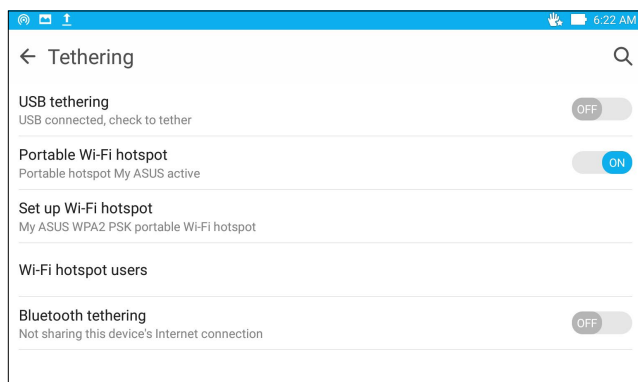 6:22 AM
Tethering
USB tethering
OFF
USB connected, check to tether
Portable Wi-Fi hotspot
ON
Portable hotspot My ASUS active
Set up Wi-Fi hotspot
My ASUS WPA2 PSK portable Wi-Fi hotspot
Wi-Fi hotspot users
Bluetooth tethering
OFF
Not sharing this device's Internet connection